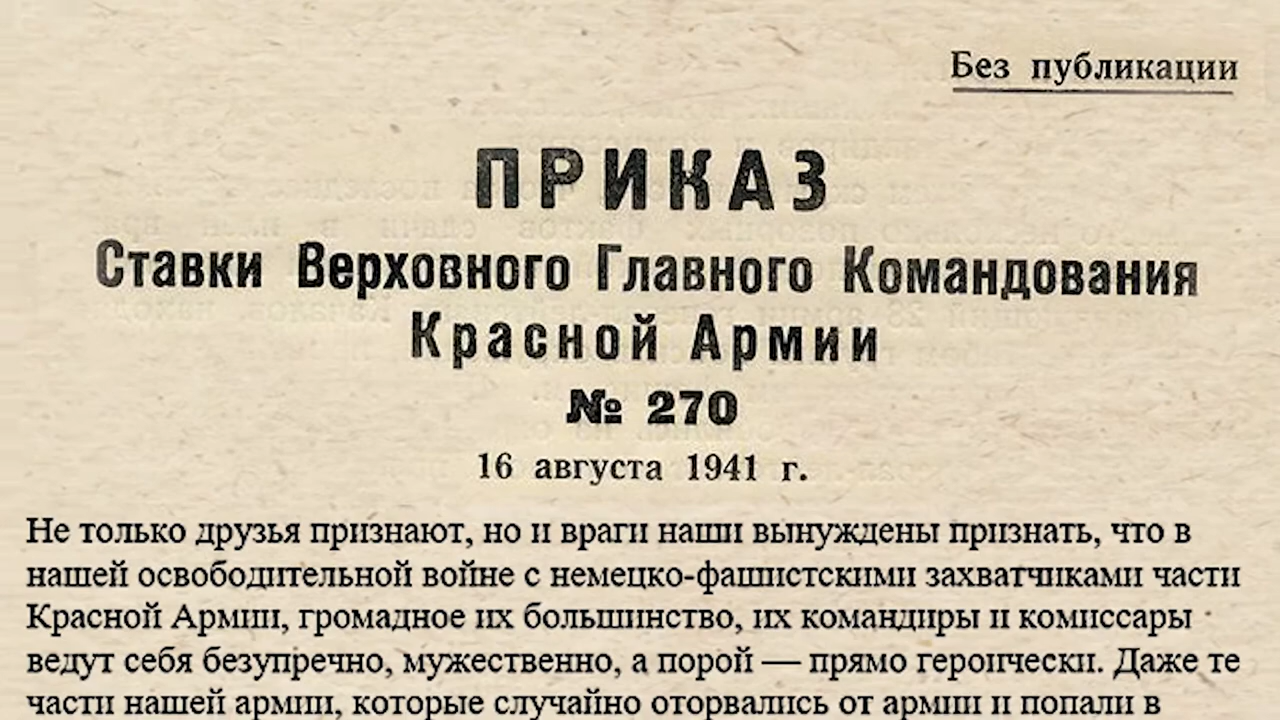 Без публикации
ПРИКАЗ
Ставки Верховного Главного Командования
Красной Армии
№ 270
16 августа 1941 г.
Не только друзья признают, но и враги наши вынуждены признать, что в
нашей освободительной войне с немецко-фашистскими захватчиками части
Красной Армии, громадное их большинство, их командиры и комиссары
ведут себя безупречно, мужественно, а порой — прямо героически. Даже те
части нашей армии, которые случайно оторвались от армии и попали в